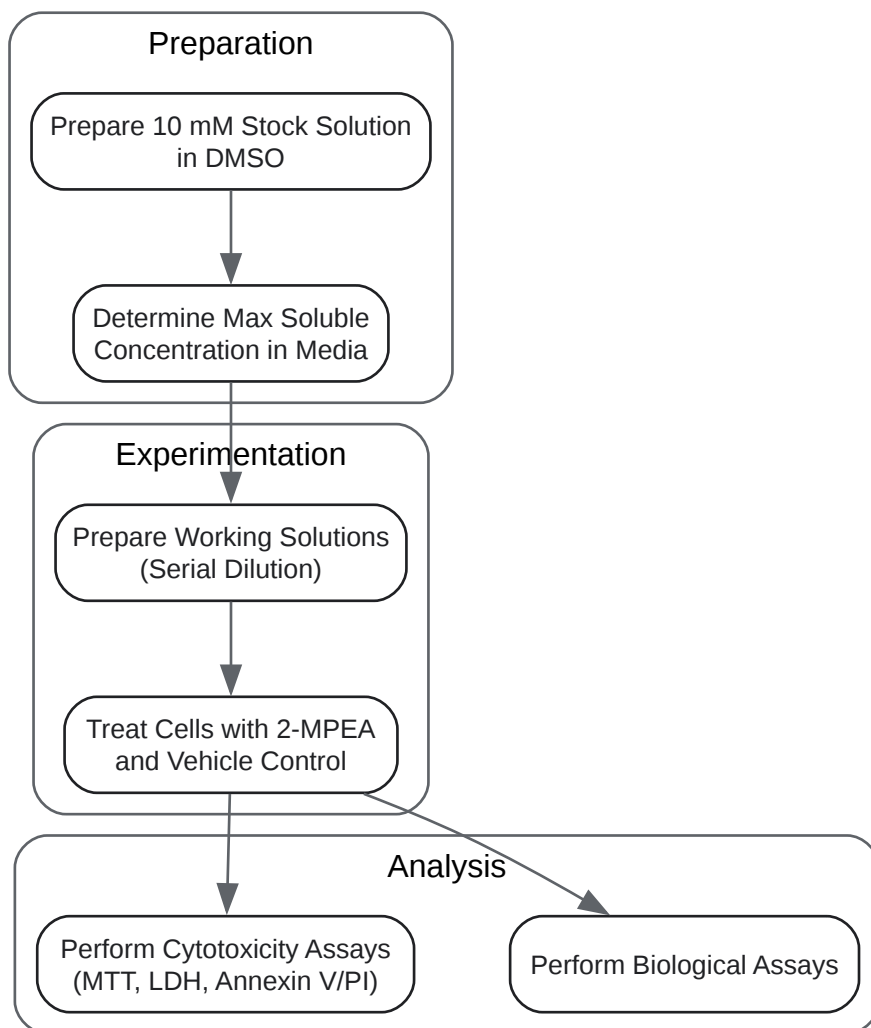 Preparation
Prepare 10 mM Stock Solution
in DMSO
Determine Max Soluble
Concentration in Media
Experimentation
Prepare Working Solutions
(Serial Dilution)
Treat Cells with 2-MPEA
and Vehicle Control
Analysis
Perform Cytotoxicity Assays
(MTT, LDH, Annexin V/PI)
Perform Biological Assays